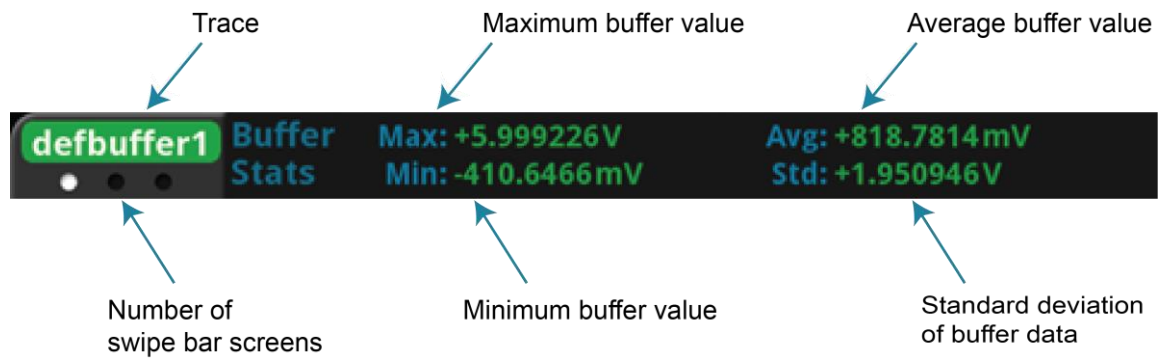 Trace
Maximum buffer value
Average buffer value
defbuffer1
Buffer Stats
Max: +5.999226V
Min: -410.6466mV
Avg: +818.7814mV
Std: +1.950946V
Number of
swipe bar screens
Minimum buffer value
Standard deviation
of buffer data